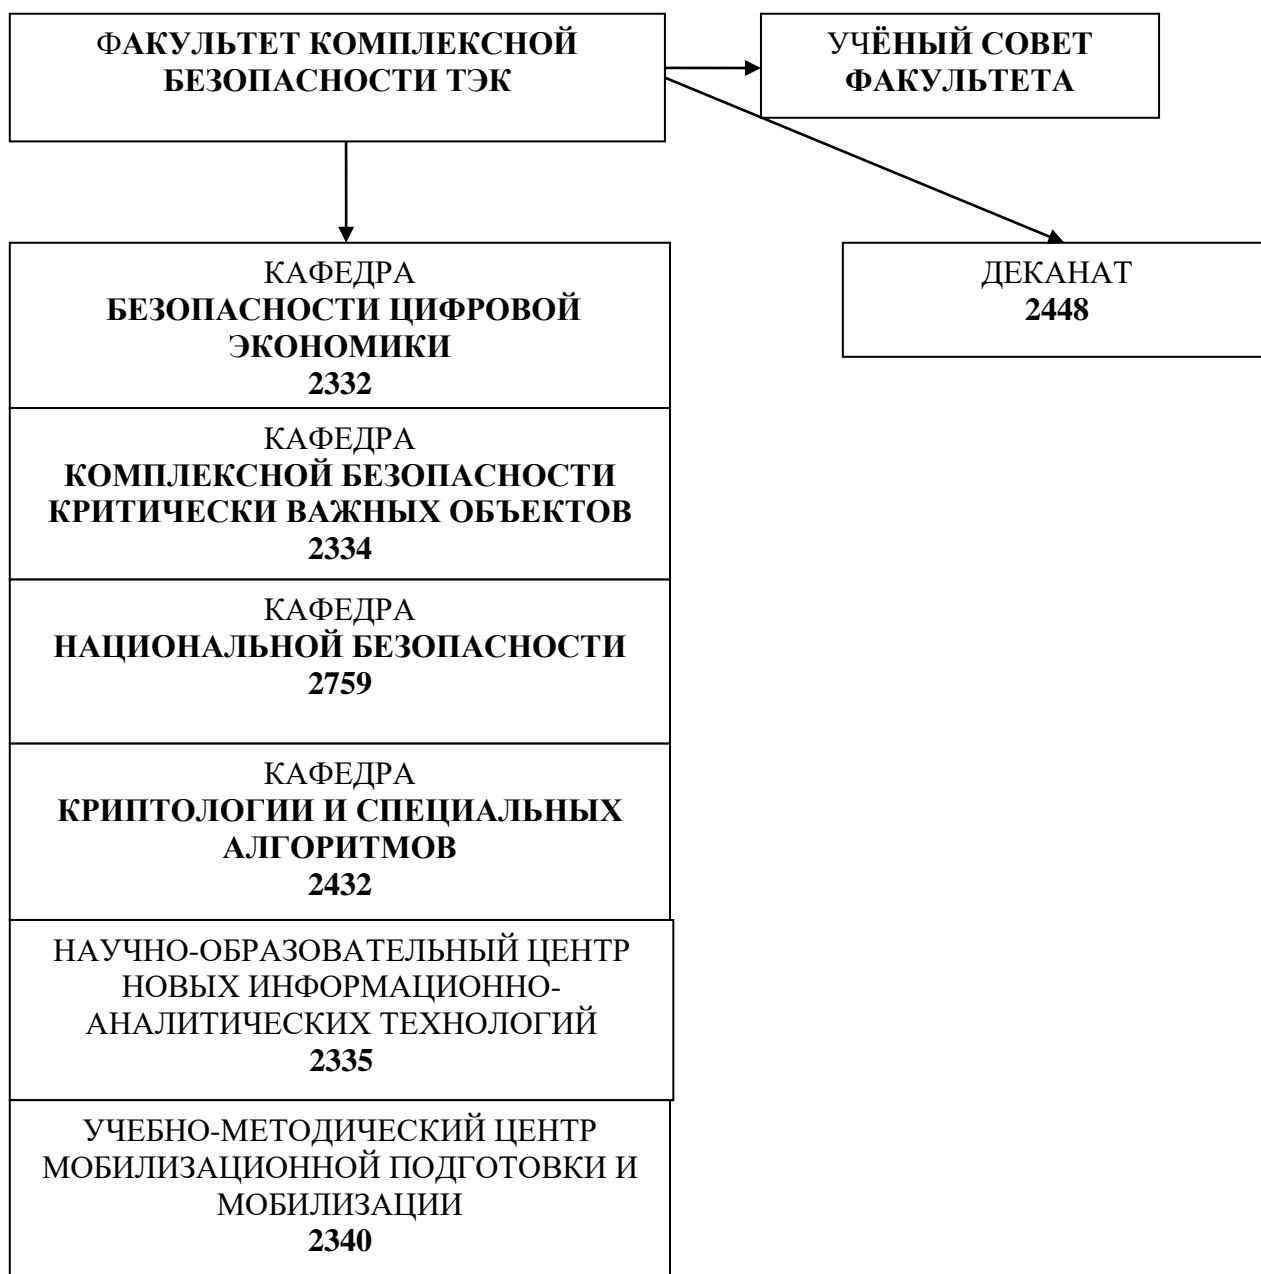 ФАКУЛЬТЕТ КОМПЛЕКСНОЙ
БЕЗОПАСНОСТИ ТЭК
УЧЁНЫЙ СОВЕТ
ФАКУЛЬТЕТА
КАФЕДРА
БЕЗОПАСНОСТИ ЦИФРОВОЙ
ЭКОНОМИКИ
2332
ДЕКАНАТ
2448
КАФЕДРА
КОМПЛЕКСНОЙ БЕЗОПАСНОСТИ
КРИТИЧЕСКИ ВАЖНЫХ ОБЪЕКТОВ
2334
КАФЕДРА
НАЦИОНАЛЬНОЙ БЕЗОПАСНОСТИ
2759
КАФЕДРА
КРИПТОЛОГИИ И СПЕЦИАЛЬНЫХ
АЛГОРИТМОВ
2432
НАУЧНО-ОБРАЗОВАТЕЛЬНЫЙ ЦЕНТР
НОВЫХ ИНФОРМАЦИОННО-
АНАЛИТИЧЕСКИХ ТЕХНОЛОГИЙ
2335
УЧЕБНО-МЕТОДИЧЕСКИЙ ЦЕНТР
МОБИЛИЗАЦИОННОЙ ПОДГОТОВКИ И
МОБИЛИЗАЦИИ
2340